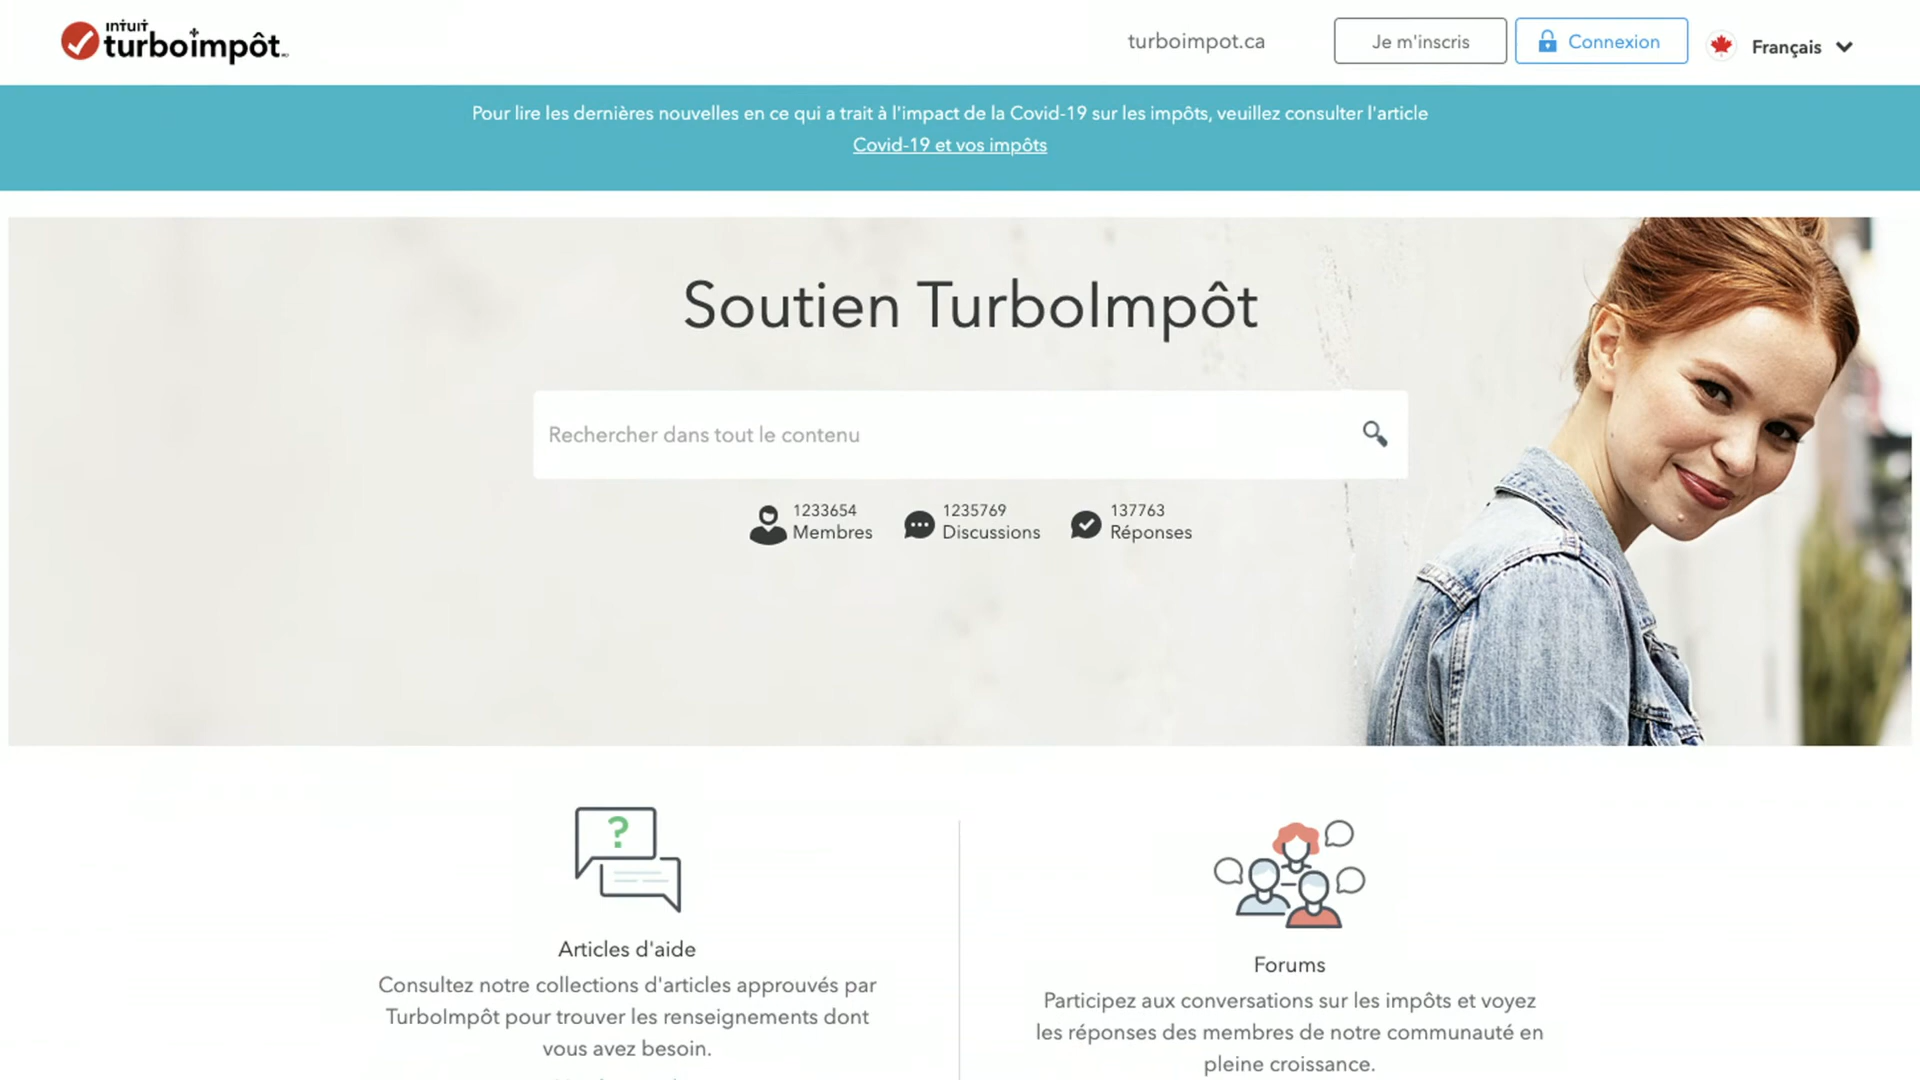 ıntuıt
turboimpôt
turboimpot.ca
Je m'inscris
Connexion
Français
Pour lire les dernières nouvelles en ce qui a trait à l'impact de la Covid-19 sur les impôts, veuillez consulter l'article
Covid-19 et vos impôts
Soutien TurboImpôt
Rechercher dans tout le contenu
1233654
Membres
1235769
Discussions
137763
Réponses
?
Articles d'aide
Consultez notre collections d'articles approuvés par
TurboImpôt pour trouver les renseignements dont
vous avez besoin.
Forums
Participez aux conversations sur les impôts et voyez
les réponses des membres de notre communauté en
pleine croissance.